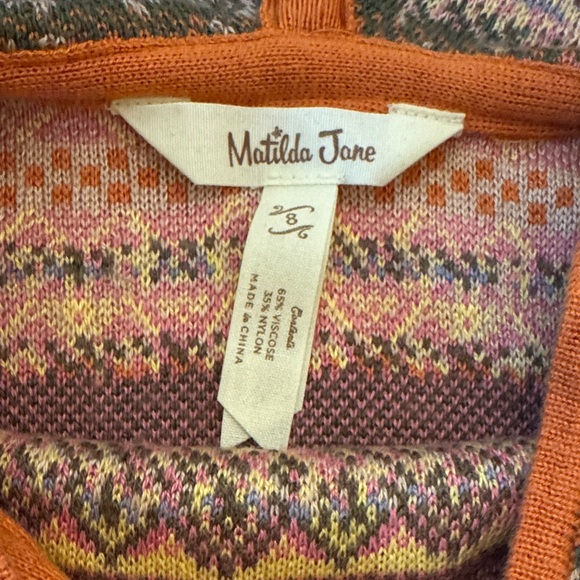 Matilda Jane
8
Contents
65% VISCOSE
35% NYLON
MADE in CHINA